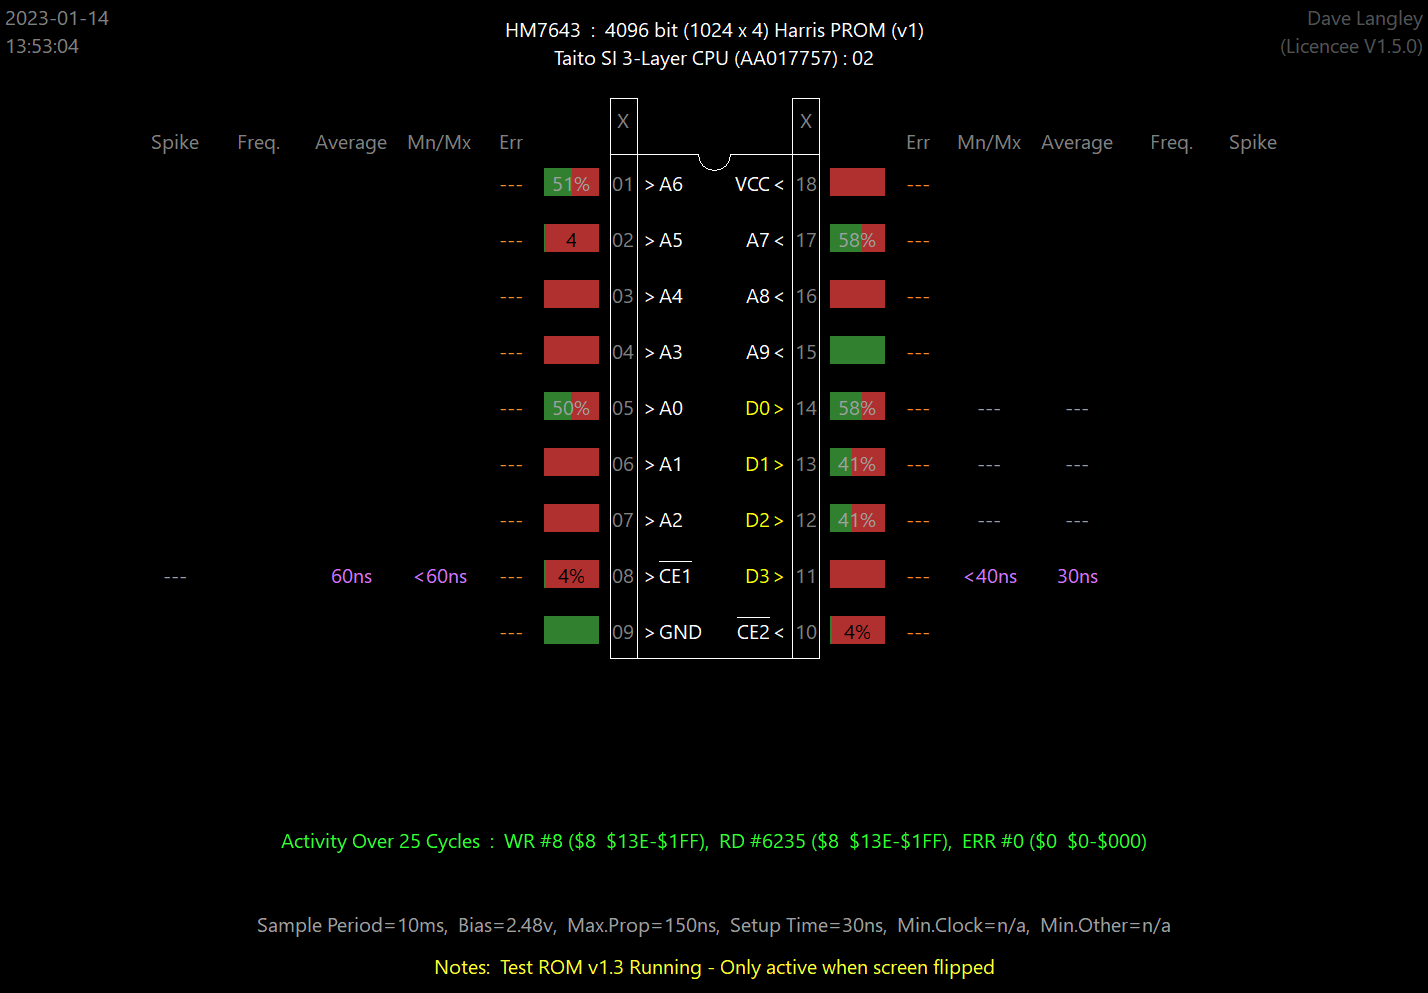 2023-01-14
13:53:04
HM7643 : 4096 bit (1024 x 4) Harris PROM (v1)
Taito SI 3-Layer CPU (AA017757) : 02
Dave Langley
(Licencee V1.5.0)
X X
Spike Freq. Average Mn/Mx Err Err Mn/Mx Average Freq. Spike
--- 51% 01 > A6 VCC < 18 ---
--- 4 02 > A5 A7 < 17 58% ---
--- 03 > A4 A8 < 16 ---
--- 04 > A3 A9 < 15 ---
--- 50% 05 > A0 D0 > 14 58% --- --- ---
--- 06 > A1 D1 > 13 41% --- --- ---
--- 07 > A2 D2 > 12 41% --- --- ---
--- 60ns <60ns --- 4% 08 > CE1 D3 > 11 --- <40ns 30ns
--- 09 > GND CE2 < 10 4% ---
Activity Over 25 Cycles : WR #8 ($8 $13E-$1FF), RD #6235 ($8 $13E-$1FF), ERR #0 ($0 $0-$000)
Sample Period=10ms, Bias=2.48v, Max.Prop=150ns, Setup Time=30ns, Min.Clock=n/a, Min.Other=n/a
Notes: Test ROM v1.3 Running - Only active when screen flipped